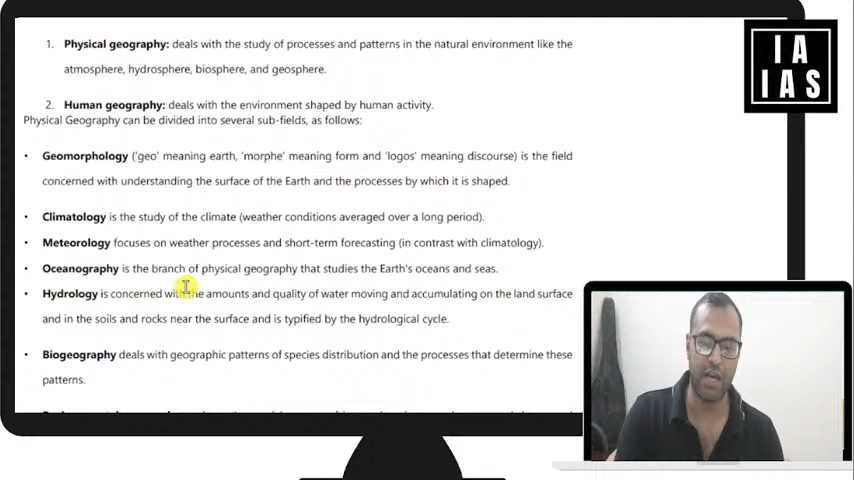 1. Physical geography: deals with the study of processes and patterns in the natural environment like the
atmosphere, hydrosphere, biosphere, and geosphere.
2. Human geography: deals with the environment shaped by human activity.
Physical Geography can be divided into several sub-fields, as follows:
• Geomorphology ('geo' meaning earth, 'morphe' meaning form and 'logos' meaning discourse) is the field
concerned with understanding the surface of the Earth and the processes by which it is shaped.
• Climatology is the study of the climate (weather conditions averaged over a long period).
• Meteorology focuses on weather processes and short-term forecasting (in contrast with climatology).
• Oceanography is the branch of physical geography that studies the Earth's oceans and seas.
• Hydrology is concerned with the amounts and quality of water moving and accumulating on the land surface
and in the soils and rocks near the surface and is typified by the hydrological cycle.
• Biogeography deals with geographic patterns of species distribution and the processes that determine these
patterns.
IA
IAS